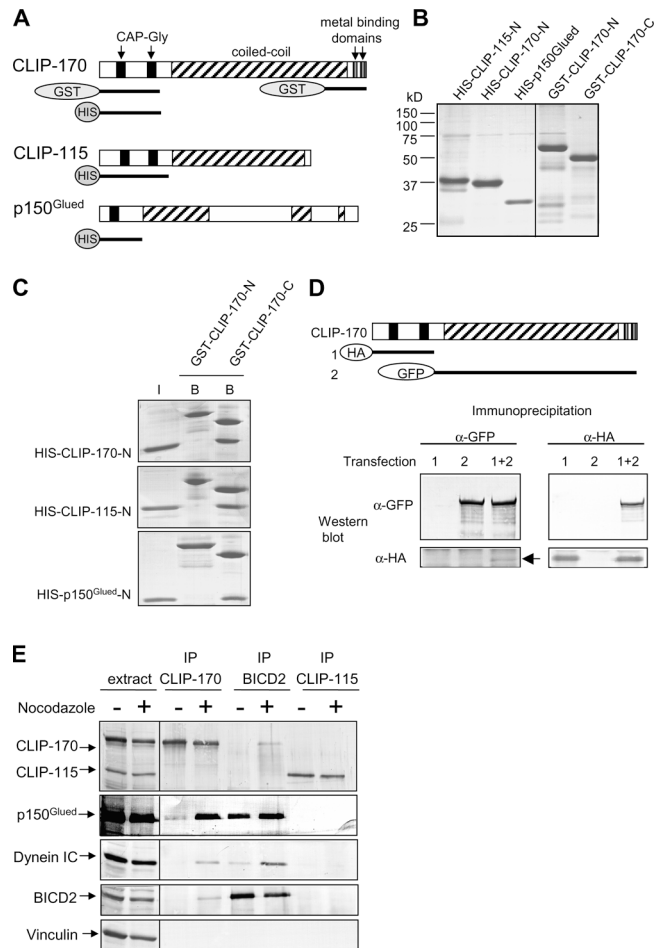 A
CAP-Gly
coiled-coil
metal binding
domains
CLIP-170
GST
GST
HIS
CLIP-115
HIS
p150Glued
HIS
B
HIS-CLIP-115-N
HIS-CLIP-170-N
HIS-p150Glued
GST-CLIP-170-N
GST-CLIP-170-C
kD
150
100
75
50
37
25
C
GST-CLIP-170-N
GST-CLIP-170-C
I B B
HIS-CLIP-170-N
HIS-CLIP-115-N
HIS-p150Glued-N
D
CLIP-170
1 HA
2 GFP
Immunoprecipitation
α-GFP α-HA
Transfection 1 2 1+2 1 2 1+2
α-GFP
Western
blot
α-HA
E
IP IP IP
extract CLIP-170 BICD2 CLIP-115
Nocodazole - + - + - + - +
CLIP-170
CLIP-115
p150Glued
Dynein IC
BICD2
Vinculin